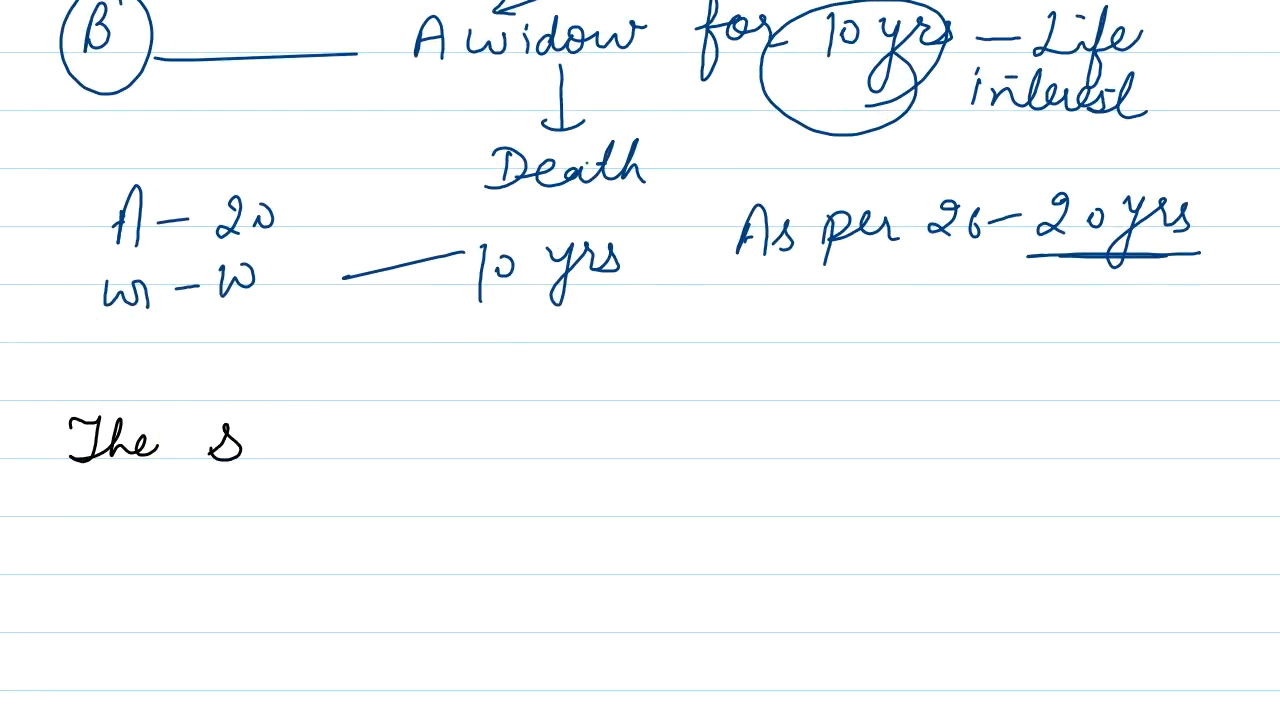 B A widow for 10 yrs — Life
interest
Death
A — 20
As per 26 — 20 yrs
10 yrs
The s